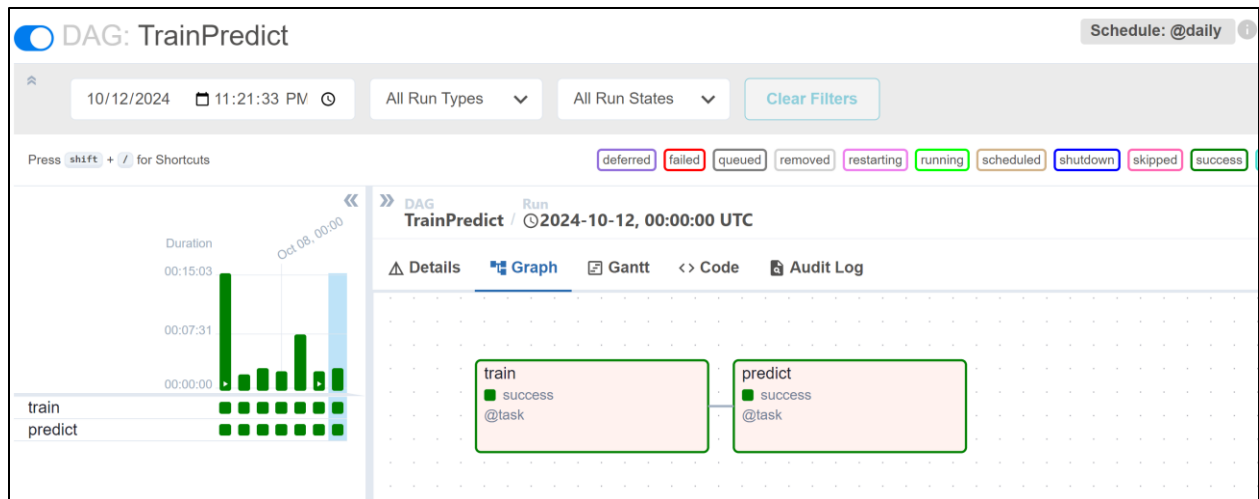 DAG: TrainPredict
Schedule: @daily
10/12/2024 11:21:33 PM
All Run Types
All Run States
Clear Filters
Press shift + / for Shortcuts
deferred failed queued removed restarting running scheduled shutdown skipped success
DAG Run
TrainPredict / 2024-10-12, 00:00:00 UTC
Details Graph Gantt <> Code Audit Log
Oct 08, 00:00
Duration
00:15:03
00:07:31
00:00:00
train
predict
train
success
@task
predict
success
@task